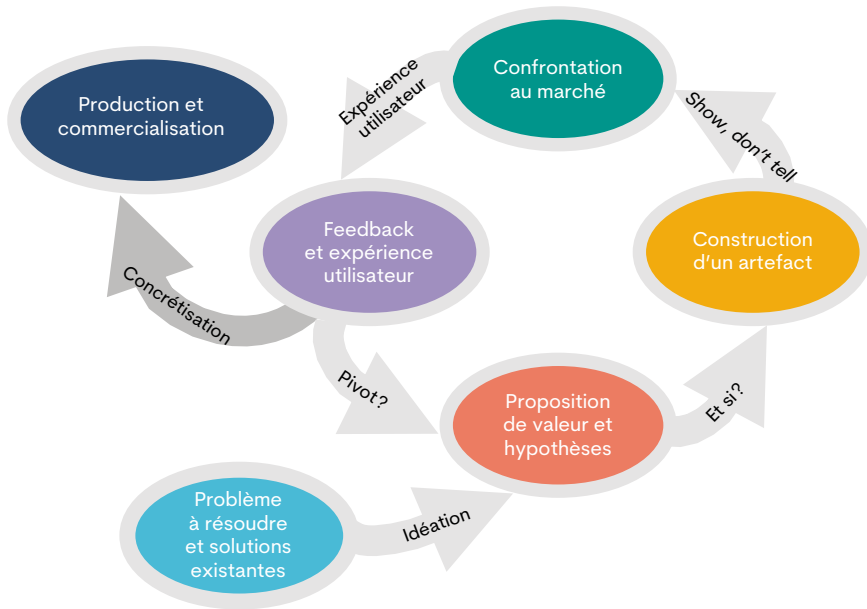 Production et
commercialisation
Confrontation
au marché
Expérience
utilisateur
Show, don't tell
Feedback
et expérience
utilisateur
Construction
d'un artefact
Concrétisation
Pivot ?
Proposition
de valeur et
hypothèses
Et si ?
Problème
à résoudre
et solutions
existantes
Idéation